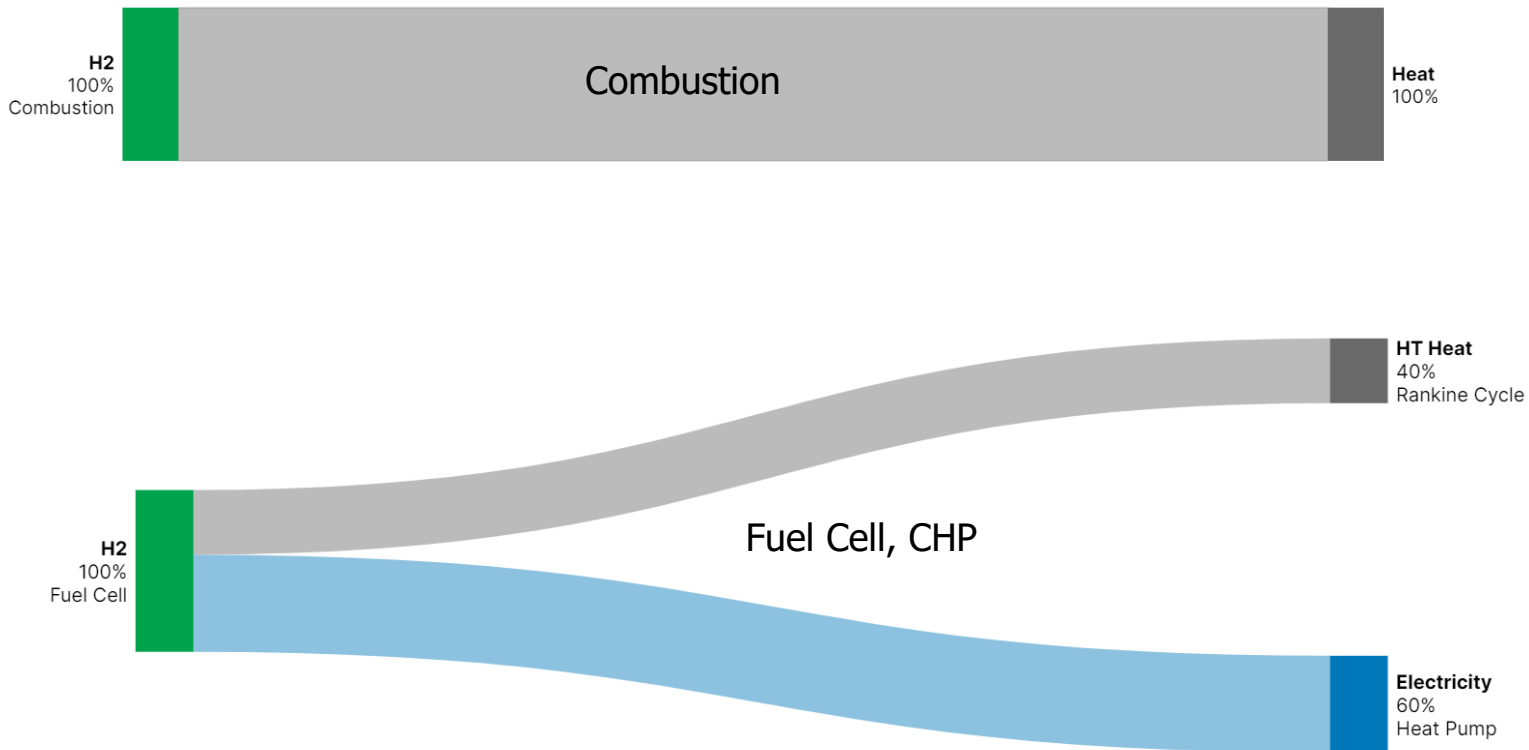 H2
100%
Combustion
Combustion
Heat
100%
HT Heat
40%
Rankine Cycle
Fuel Cell, CHP
H2
100%
Fuel Cell
Electricity
60%
Heat Pump